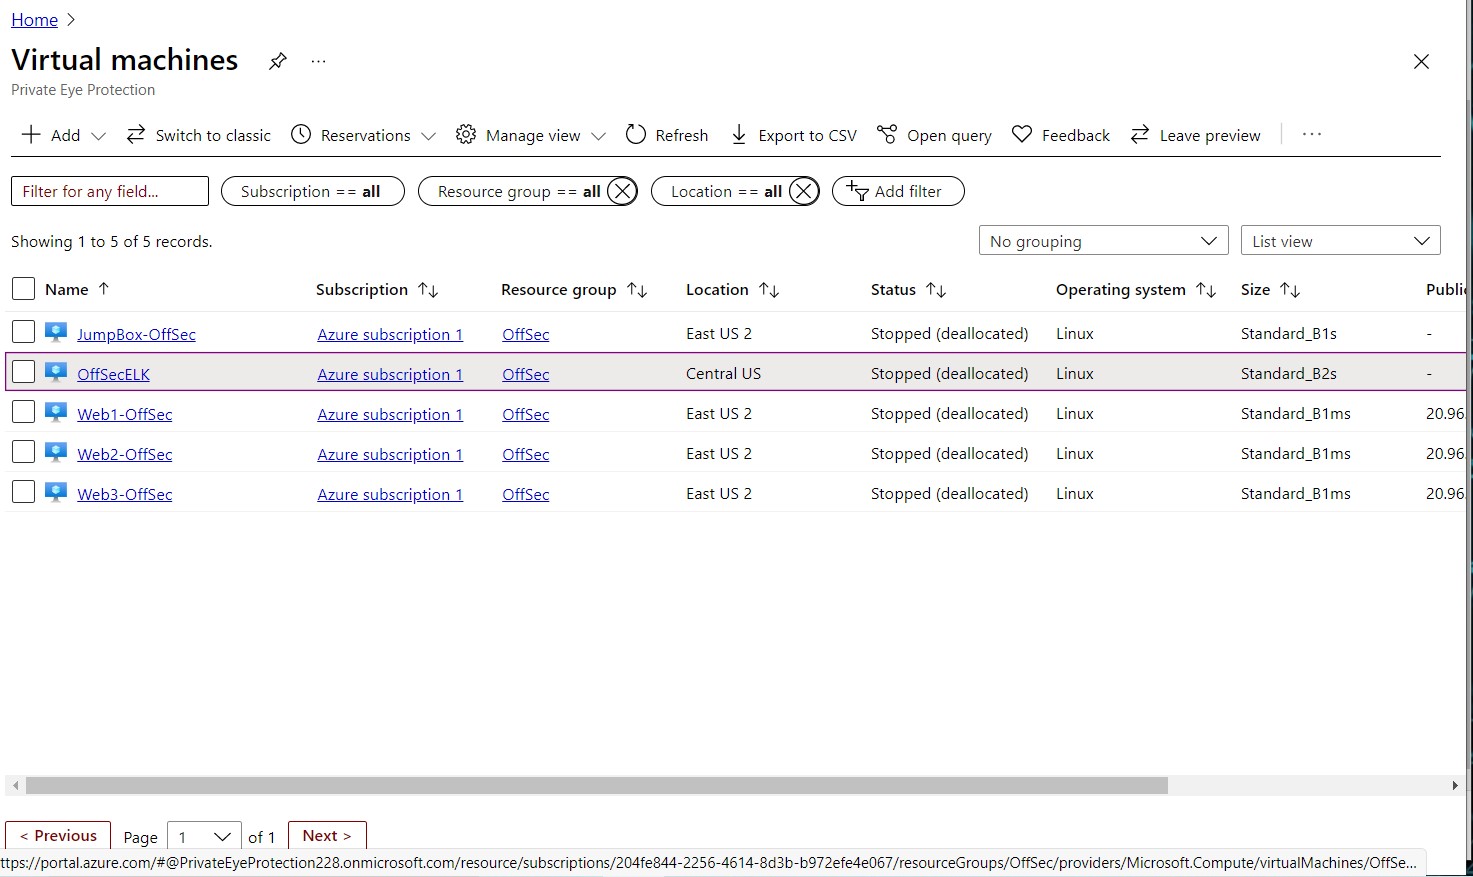 Home >
Virtual machines ...
Private Eye Protection
Add Switch to classic Reservations Manage view Refresh Export to CSV Open query Feedback Leave preview ...
Filter for any field... Subscription == all Resource group == all Location == all Add filter
Showing 1 to 5 of 5 records. No grouping List view
Name ↑ Subscription ↑↓ Resource group ↑↓ Location ↑↓ Status ↑↓ Operating system ↑↓ Size ↑↓ Public
JumpBox-OffSec Azure subscription 1 OffSec East US 2 Stopped (deallocated) Linux Standard_B1s -
OffSecELK Azure subscription 1 OffSec Central US Stopped (deallocated) Linux Standard_B2s -
Web1-OffSec Azure subscription 1 OffSec East US 2 Stopped (deallocated) Linux Standard_B1ms 20.96.
Web2-OffSec Azure subscription 1 OffSec East US 2 Stopped (deallocated) Linux Standard_B1ms 20.96.
Web3-OffSec Azure subscription 1 OffSec East US 2 Stopped (deallocated) Linux Standard_B1ms 20.96
< Previous Page 1 of 1 Next >
ttps://portal.azure.com/#@PrivateEyeProtection228.onmicrosoft.com/resource/subscriptions/204fe844-2256-4614-8d3b-b972efe4e067/resourceGroups/OffSec/providers/Microsoft.Compute/virtualMachines/OffSe...